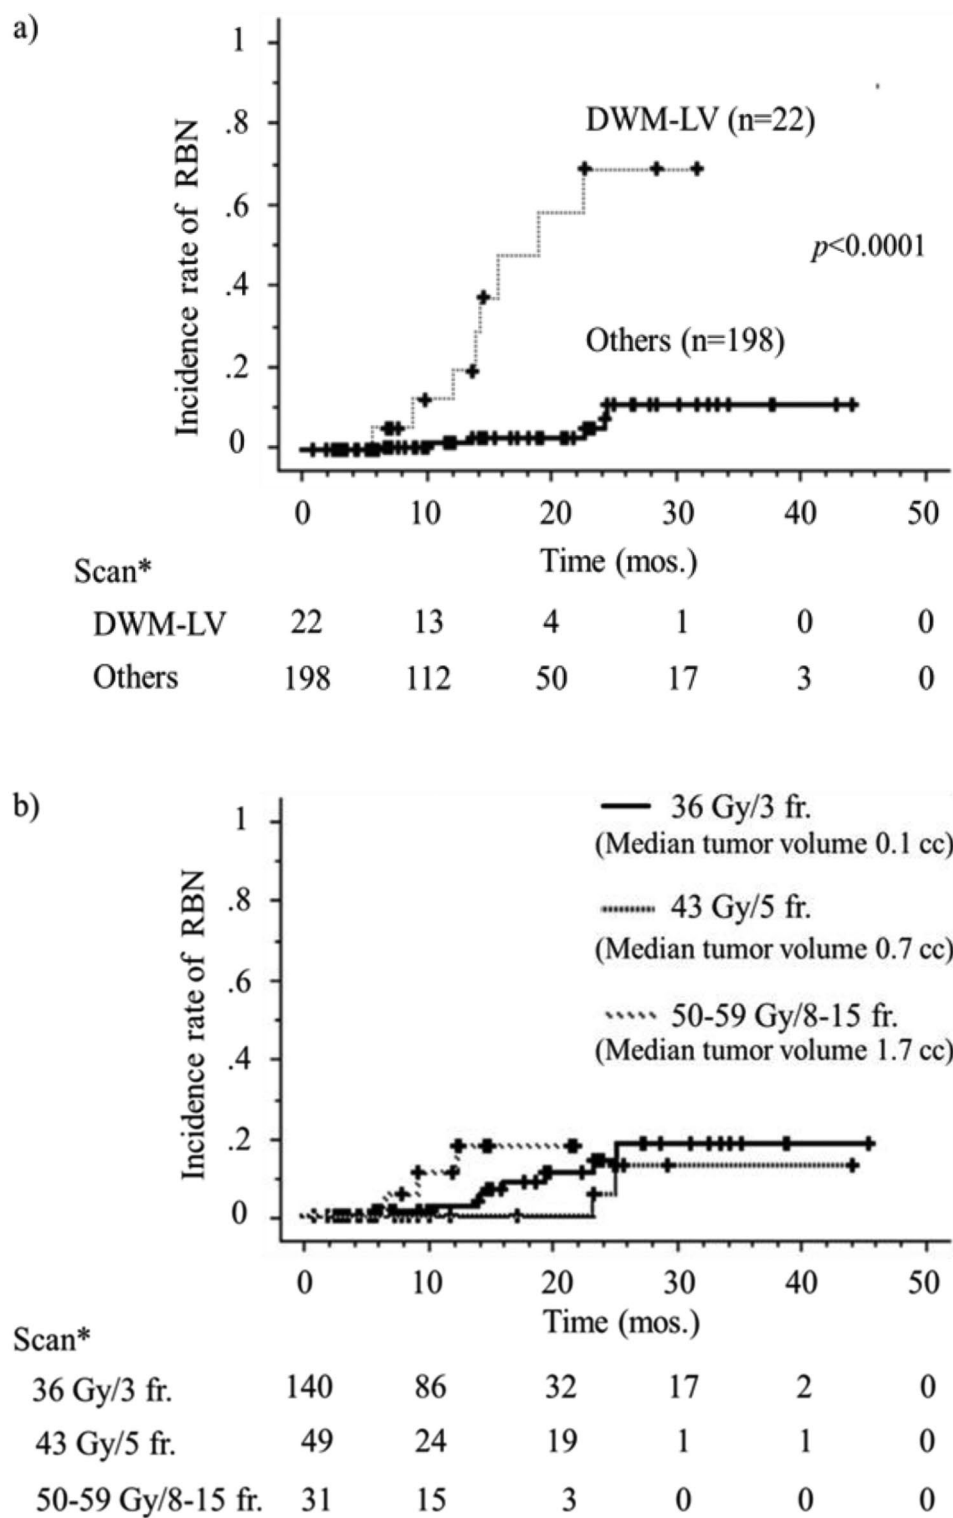 a)
Incidence rate of RBN
1
.8
.6
.4
.2
0
DWM-LV (n=22)
p<0.0001
Others (n=198)
0 10 20 30 40 50
Time (mos.)
Scan*
DWM-LV 22 13 4 1 0 0
Others 198 112 50 17 3 0
b)
Incidence rate of RBN
1
.8
.6
.4
.2
0
36 Gy/3 fr.
(Median tumor volume 0.1 cc)
43 Gy/5 fr.
(Median tumor volume 0.7 cc)
50-59 Gy/8-15 fr.
(Median tumor volume 1.7 cc)
0 10 20 30 40 50
Time (mos.)
Scan*
36 Gy/3 fr. 140 86 32 17 2 0
43 Gy/5 fr. 49 24 19 1 1 0
50-59 Gy/8-15 fr. 31 15 3 0 0 0